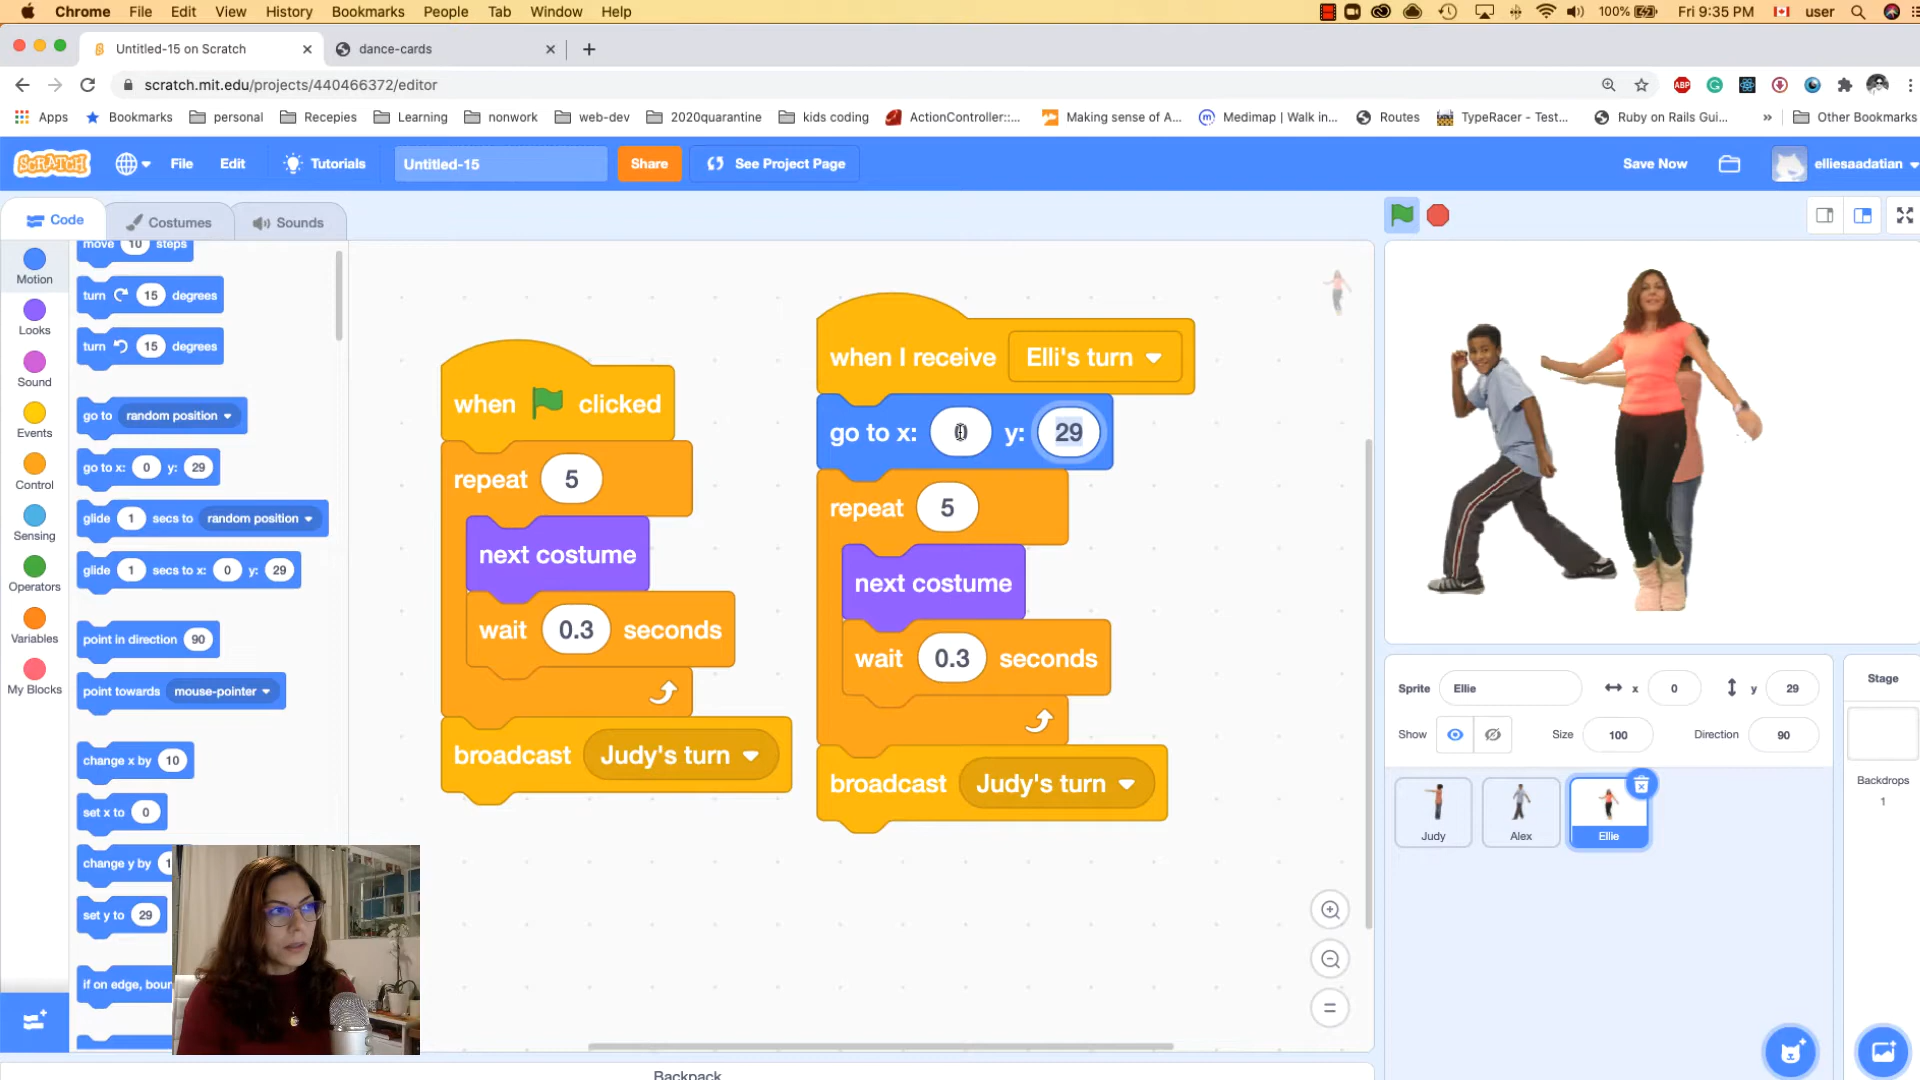 Chrome File Edit View History Bookmarks People Tab Window Help 100% Fri 9:35 PM user
Untitled-15 on Scratch dance-cards
scratch.mit.edu/projects/440466372/editor
Apps Bookmarks personal Recepies Learning nonwork web-dev 2020quarantine kids coding ActionController::... Making sense of A... Medimap | Walk in... Routes TypeRacer - Test... Ruby on Rails Gui... » Other Bookmarks
SCRATCH File Edit Tutorials Untitled-15 Share See Project Page Save Now elliesaadatian
Code Costumes Sounds
Motion
Looks
Sound
Events
Control
Sensing
Operators
Variables
My Blocks
move 10 steps
turn 15 degrees
turn 15 degrees
go to random position
go to x: 0 y: 29
glide 1 secs to random position
glide 1 secs to x: 0 y: 29
point in direction 90
point towards mouse-pointer
change x by 10
set x to 0
change y by
set y to 29
if on edge,
when clicked
repeat 5
next costume
wait 0.3 seconds
broadcast Judy's turn
when I receive Elli's turn
go to x: 0 y: 29
repeat 5
next costume
wait 0.3 seconds
broadcast Judy's turn
Sprite Ellie x 0 y 29
Show Size 100 Direction 90
Judy Alex Ellie
Stage
Backdrops
1
Backpack